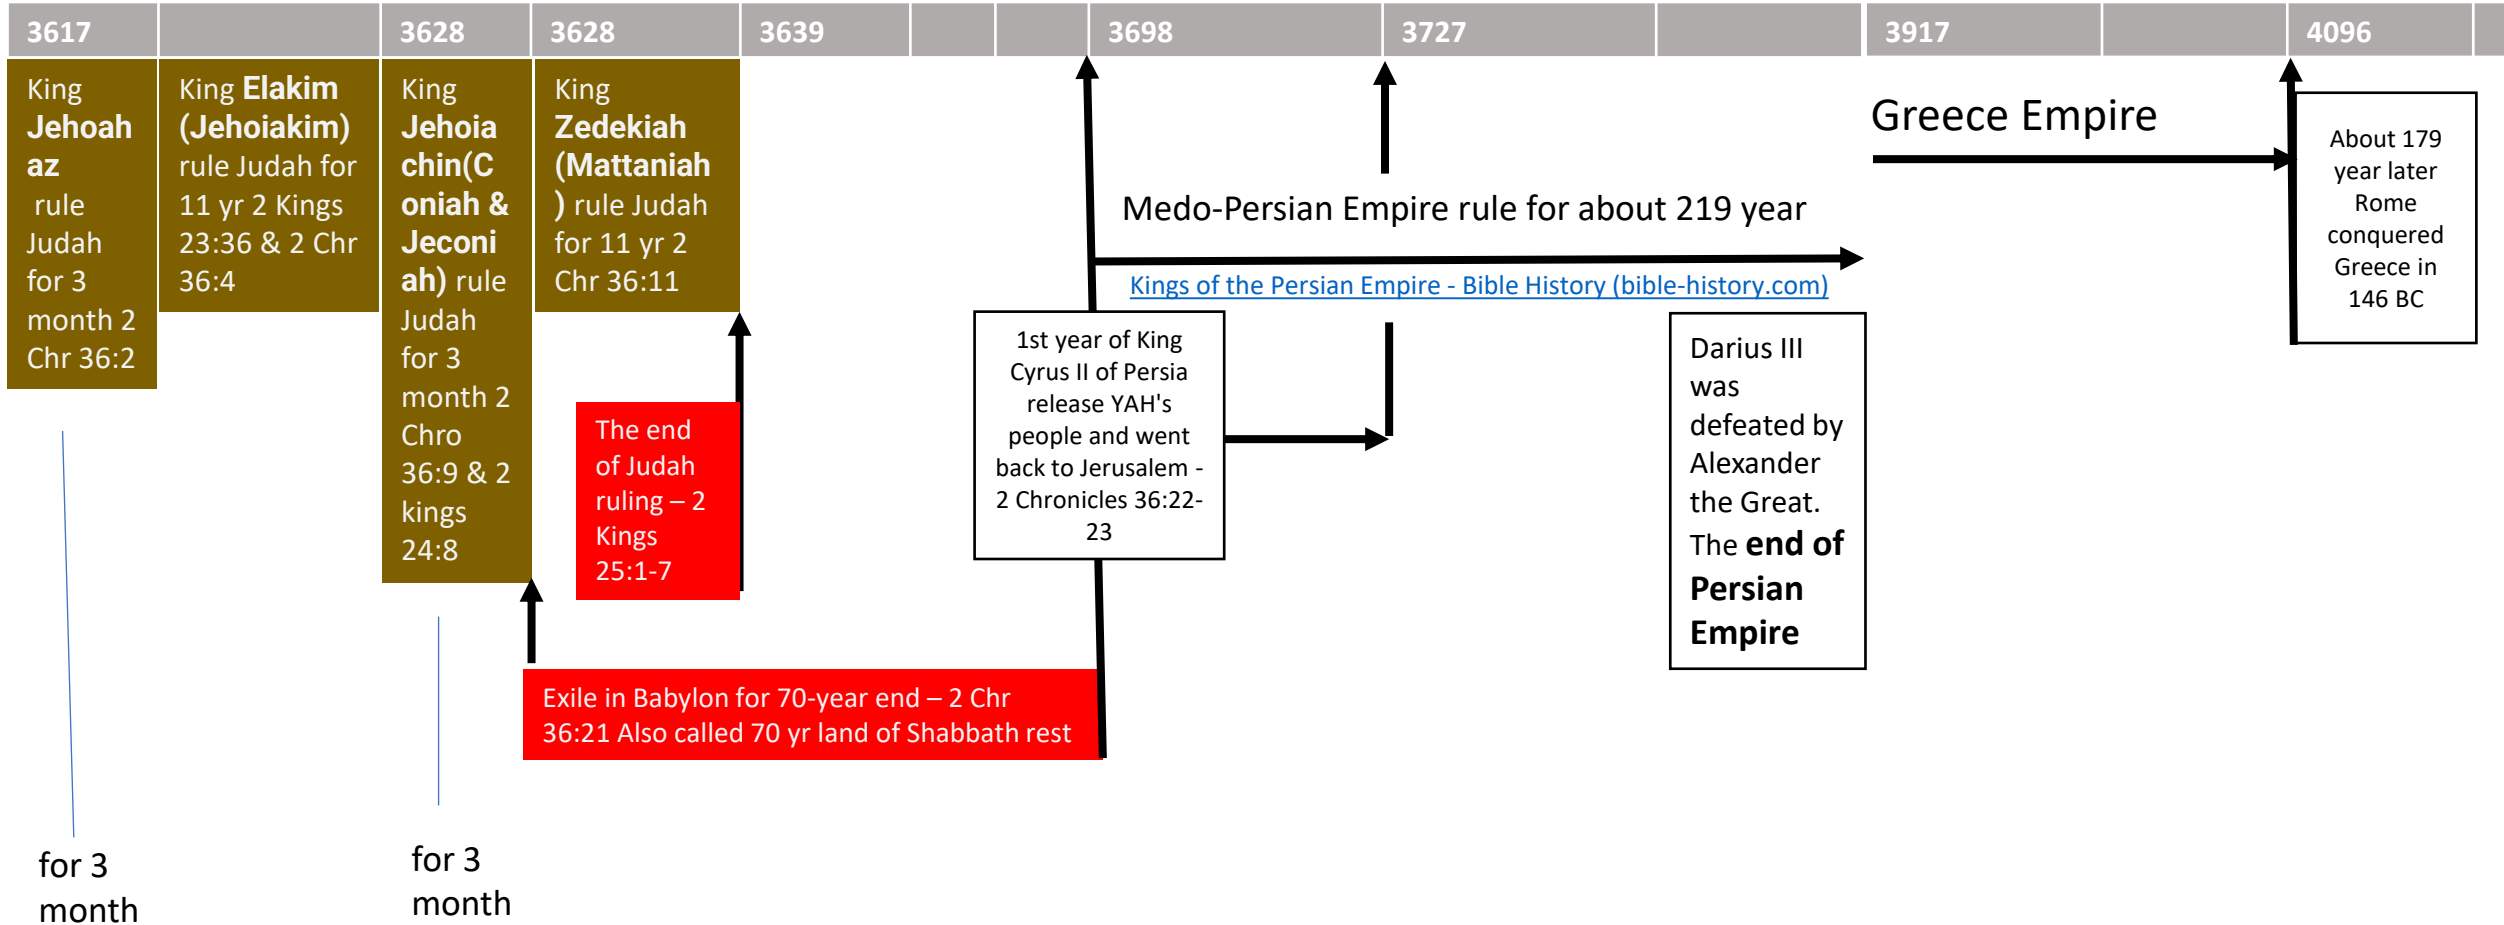 3617
3628
3628
3639
3698
3727
3917
4096
King
Jehoah
az
rule
Judah
for 3
month 2
Chr 36:2
King Elakim
(Jehoiakim)
rule Judah for
11 yr 2 Kings
23:36 & 2 Chr
36:4
King
Jehoia
chin(C
oniah &
Jeconi
ah) rule
Judah
for 3
month 2
Chro
36:9 & 2
kings
24:8
King
Zedekiah
(Mattaniah
) rule Judah
for 11 yr 2
Chr 36:11
The end
of Judah
ruling – 2
Kings
25:1-7
Exile in Babylon for 70-year end – 2 Chr
36:21 Also called 70 yr land of Shabbath rest
for 3
month
for 3
month
1st year of King
Cyrus II of Persia
release YAH's
people and went
back to Jerusalem -
2 Chronicles 36:22-
23
Medo-Persian Empire rule for about 219 year
Kings of the Persian Empire - Bible History (bible-history.com)
Darius III
was
defeated by
Alexander
the Great.
The end of
Persian
Empire
Greece Empire
About 179
year later
Rome
conquered
Greece in
146 BC